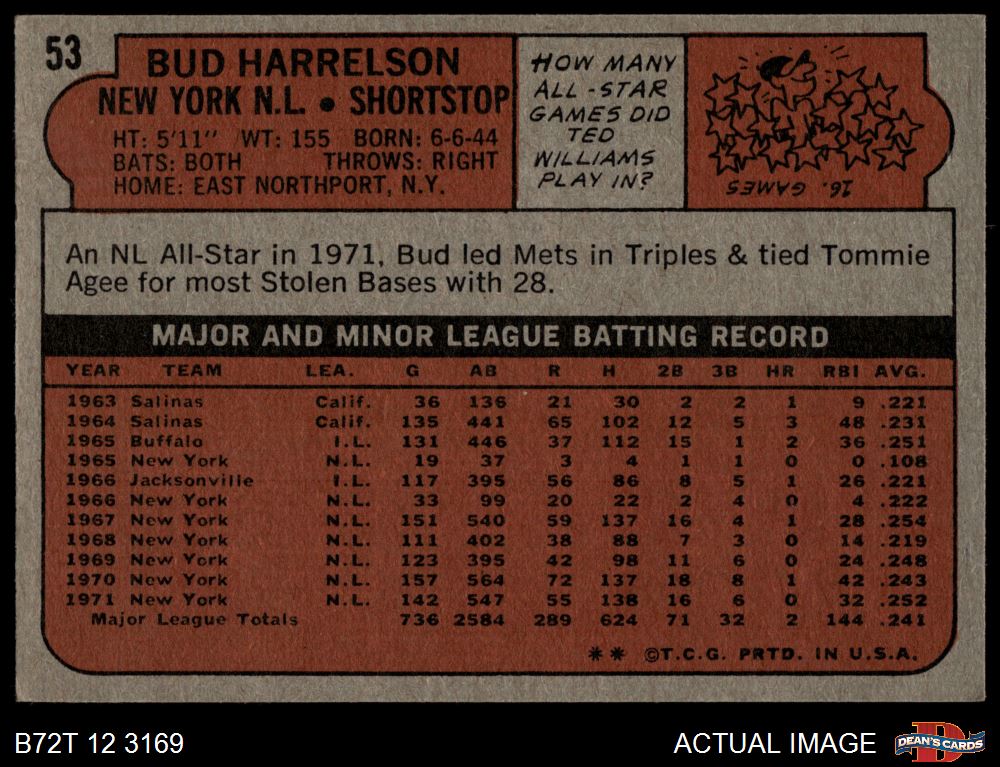 53
BUD HARRELSON
NEW YORK N.L. • SHORTSTOP
HT: 5'11" WT: 155 BORN: 6-6-44
BATS: BOTH THROWS: RIGHT
HOME: EAST NORTHPORT, N.Y.
HOW MANY
ALL-STAR
GAMES DID
TED
WILLIAMS
PLAY IN?
16. GAMES
An NL All-Star in 1971, Bud led Mets in Triples & tied Tommie
Agee for most Stolen Bases with 28.
MAJOR AND MINOR LEAGUE BATTING RECORD
YEAR TEAM LEA. G AB R H 2B 3B HR RBI AVG.
1963 Salinas Calif. 36 136 21 30 2 2 1 9 .221
1964 Salinas Calif. 135 441 65 102 12 5 3 48 .231
1965 Buffalo I.L. 131 446 37 112 15 1 2 36 .251
1965 New York N.L. 19 37 3 4 1 1 0 0 .108
1966 Jacksonville I.L. 117 395 56 86 8 5 1 26 .221
1966 New York N.L. 33 99 20 22 2 4 0 4 .222
1967 New York N.L. 151 540 59 137 16 4 1 28 .254
1968 New York N.L. 111 402 38 88 7 3 0 14 .219
1969 New York N.L. 123 395 42 98 11 6 0 24 .248
1970 New York N.L. 157 564 72 137 18 8 1 42 .243
1971 New York N.L. 142 547 55 138 16 6 0 32 .252
Major League Totals 736 2584 289 624 71 32 2 144 .241
** ©T.C.G. PRTD. IN U.S.A.
B72T 12 3169
ACTUAL IMAGE
D
DEAN'S CARDS